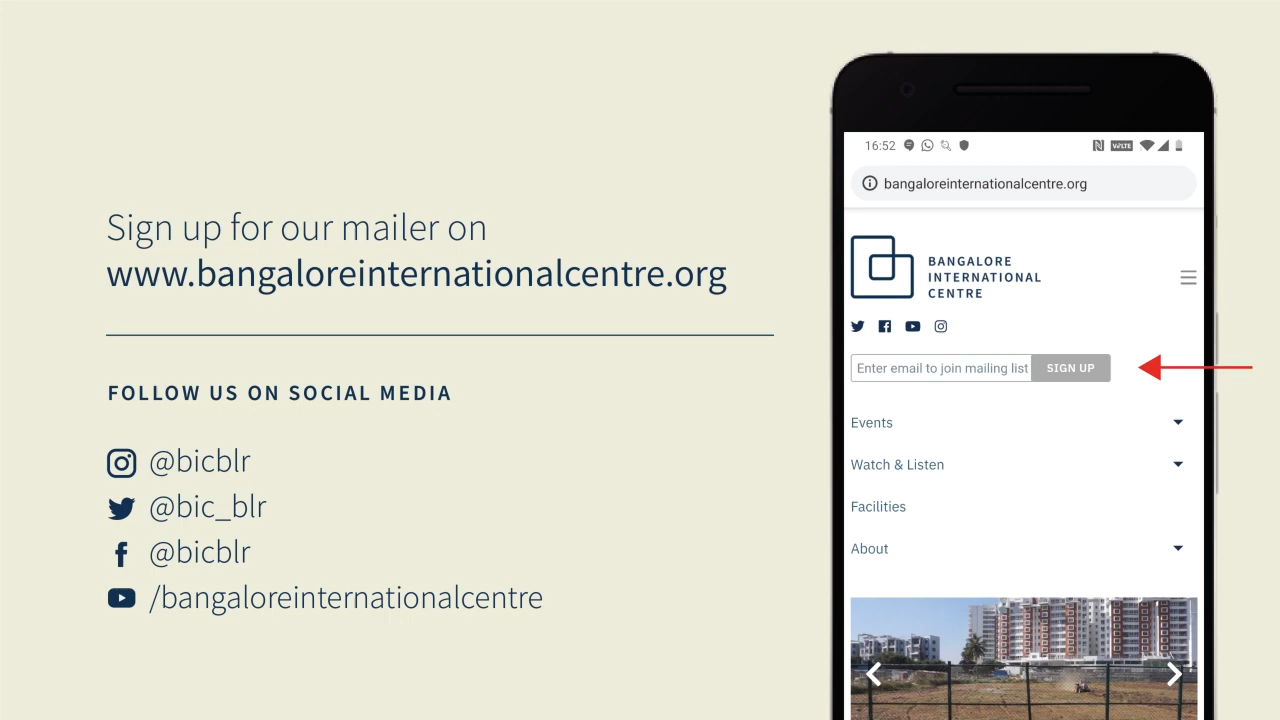 Sign up for our mailer on
www.bangaloreinternationalcentre.org
FOLLOW US ON SOCIAL MEDIA
@bicblr
@bic_blr
@bicblr
/bangaloreinternationalcentre
16:52
VoLTE
bangaloreinternationalcentre.org
BANGALORE
INTERNATIONAL
CENTRE
Enter email to join mailing list
SIGN UP
Events
Watch & Listen
Facilities
About